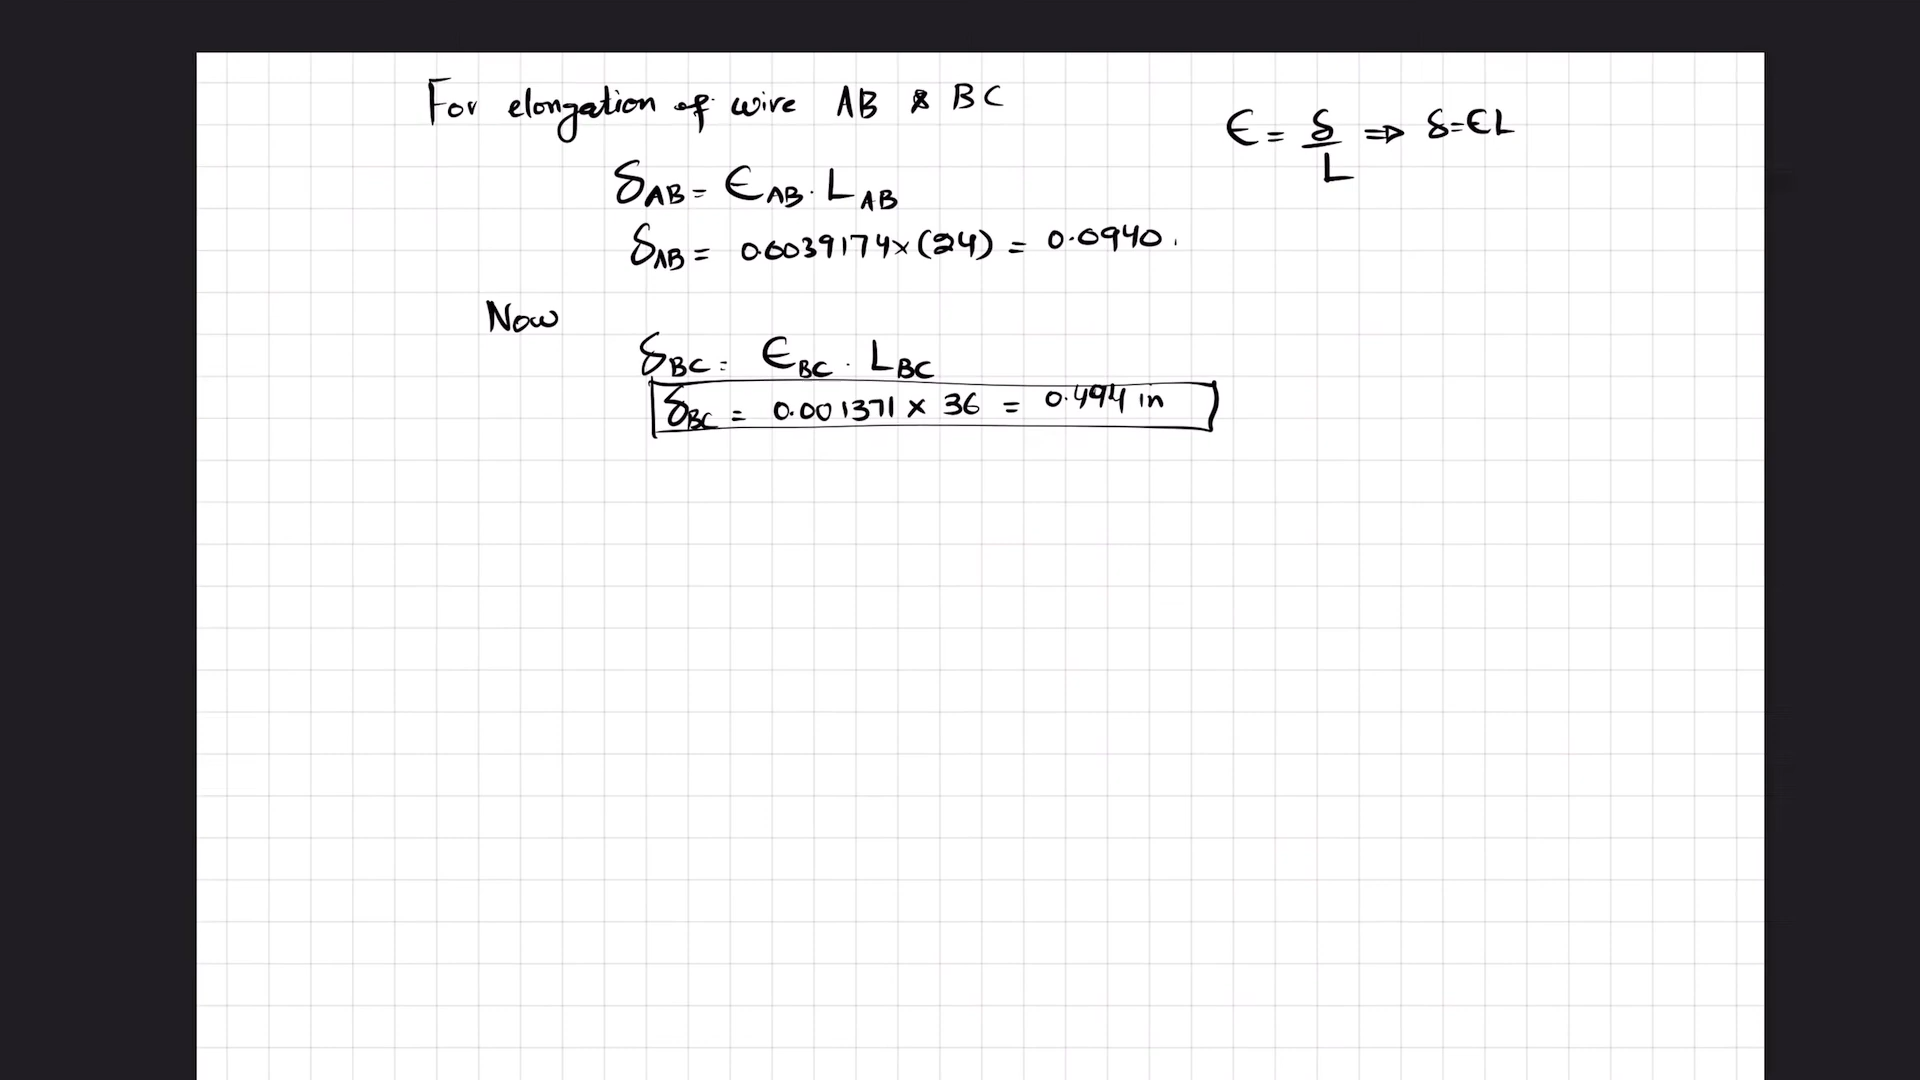 For elongation of wire AB & BC
ϵ = δ/L ⇒ δ=ϵL
δAB = ϵAB · LAB
δAB = 0.0039174×(24) = 0.0940 .
Now
δBC = ϵBC · LBC
δBC = 0.001371 × 36 = 0.494 in